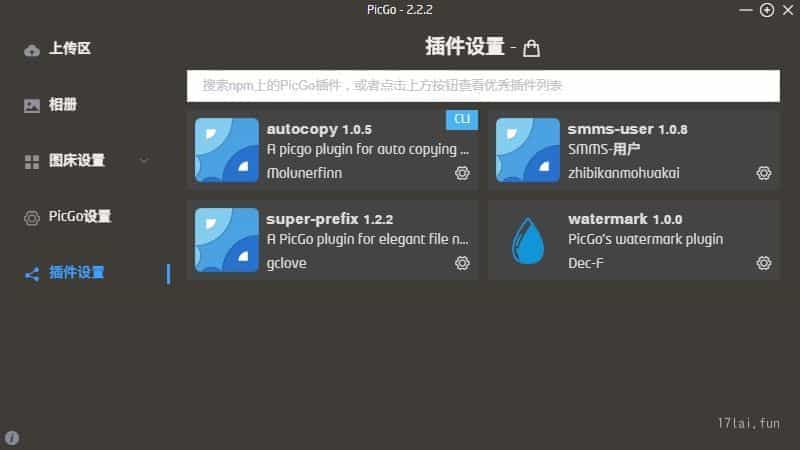 PicGo - 2.2.2
上传区
相册
图床设置
PicGo设置
插件设置
插件设置 -
搜索npm上的PicGo插件，或者点击上方按钮查看优秀插件列表
CLI
autocopy 1.0.5
A picgo plugin for auto copying ...
Molunerfinn
smms-user 1.0.8
SMMS-用户
zhibikanmohuakai
super-prefix 1.2.2
A PicGo plugin for elegant file n...
gclove
watermark 1.0.0
PicGo's watermark plugin
Dec-F
17lai.fun